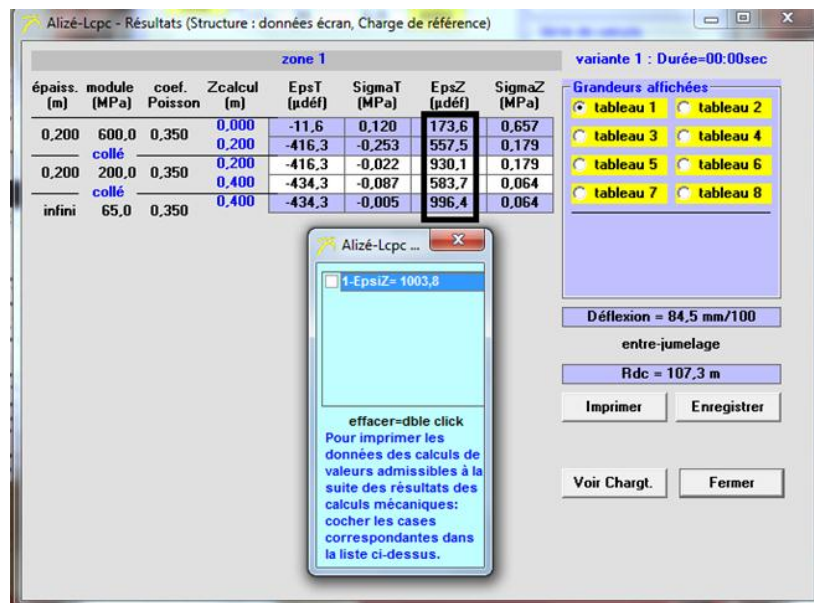 Alizé-Lcpc - Résultats (Structure : données écran, Charge de référence)
zone 1
variante 1 : Durée=00:00sec
épaiss. module coef. Zcalcul EpsT SigmaT EpsZ SigmaZ
(m) (MPa) Poisson (m) (µdéf) (MPa) (µdéf) (MPa)
0,000 -11,6 0,120 173,6 0,657
0,200 600,0 0,350
0,200 -416,3 -0,253 557,5 0,179
collé
0,200 -416,3 -0,022 930,1 0,179
0,200 200,0 0,350
0,400 -434,3 -0,087 583,7 0,064
collé
0,400 -434,3 -0,005 996,4 0,064
infini 65,0 0,350
Grandeurs affichées
tableau 1 tableau 2
tableau 3 tableau 4
tableau 5 tableau 6
tableau 7 tableau 8
Déflexion = 84,5 mm/100
entre-jumelage
Rdc = 107,3 m
Imprimer Enregistrer
Voir Chargt. Fermer
Alizé-Lcpc ...
1-EpsiZ= 1003,8
effacer=dble click
Pour imprimer les
données des calculs de
valeurs admissibles à la
suite des résultats des
calculs mécaniques:
cocher les cases
correspondantes dans
la liste ci-dessus.